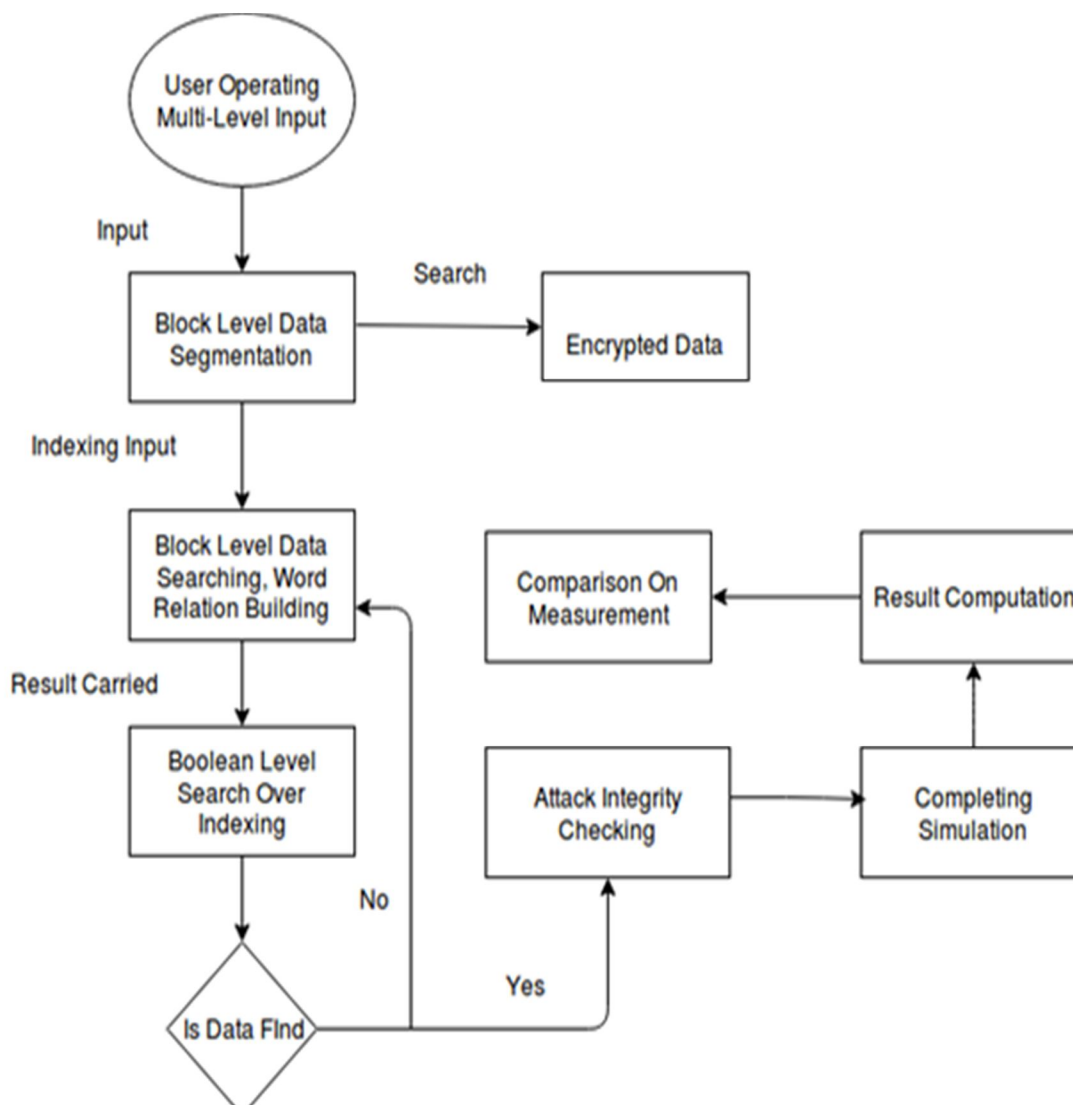 User Operating
Multi-Level Input
Input
Search
Block Level Data
Segmentation
Encrypted Data
Indexing Input
Block Level Data
Searching, Word
Relation Building
Comparison On
Measurement
Result Computation
Result Carried
Boolean Level
Search Over
Indexing
Attack Integrity
Checking
Completing
Simulation
No
Yes
Is Data FInd